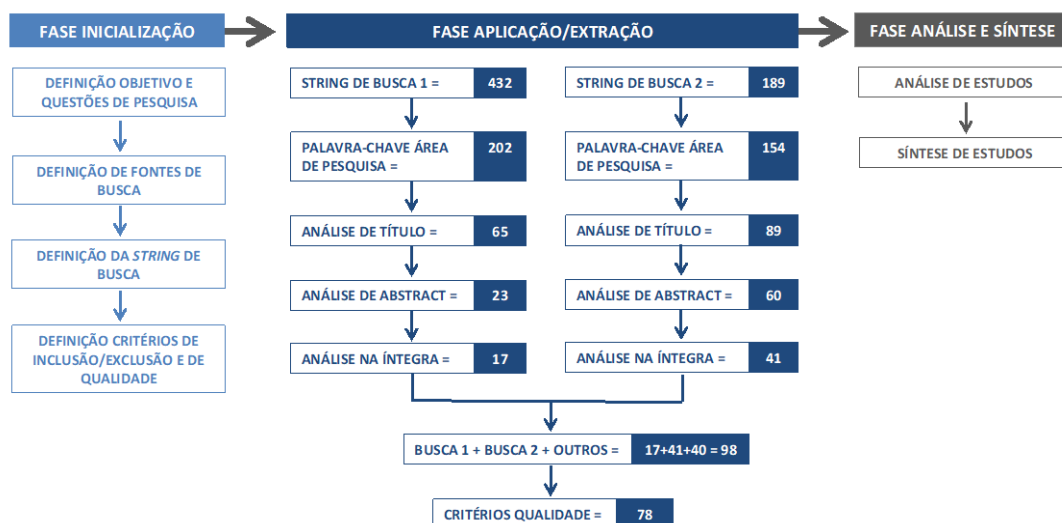 FASE INICIALIZAÇÃO
DEFINIÇÃO OBJETIVO E
QUESTÕES DE PESQUISA
DEFINIÇÃO DE FONTES DE
BUSCA
DEFINIÇÃO DA STRING DE
BUSCA
DEFINIÇÃO CRITÉRIOS DE
INCLUSÃO/EXCLUSÃO E DE
QUALIDADE
FASE APLICAÇÃO/EXTRAÇÃO
STRING DE BUSCA 1 = 432
PALAVRA-CHAVE ÁREA
DE PESQUISA = 202
ANÁLISE DE TÍTULO = 65
ANÁLISE DE ABSTRACT = 23
ANÁLISE NA ÍNTEGRA = 17
STRING DE BUSCA 2 = 189
PALAVRA-CHAVE ÁREA
DE PESQUISA = 154
ANÁLISE DE TÍTULO = 89
ANÁLISE DE ABSTRACT = 60
ANÁLISE NA ÍNTEGRA = 41
BUSCA 1 + BUSCA 2 + OUTROS = 17+41+40 = 98
CRITÉRIOS QUALIDADE = 78
FASE ANÁLISE E SÍNTESE
ANÁLISE DE ESTUDOS
SÍNTESE DE ESTUDOS